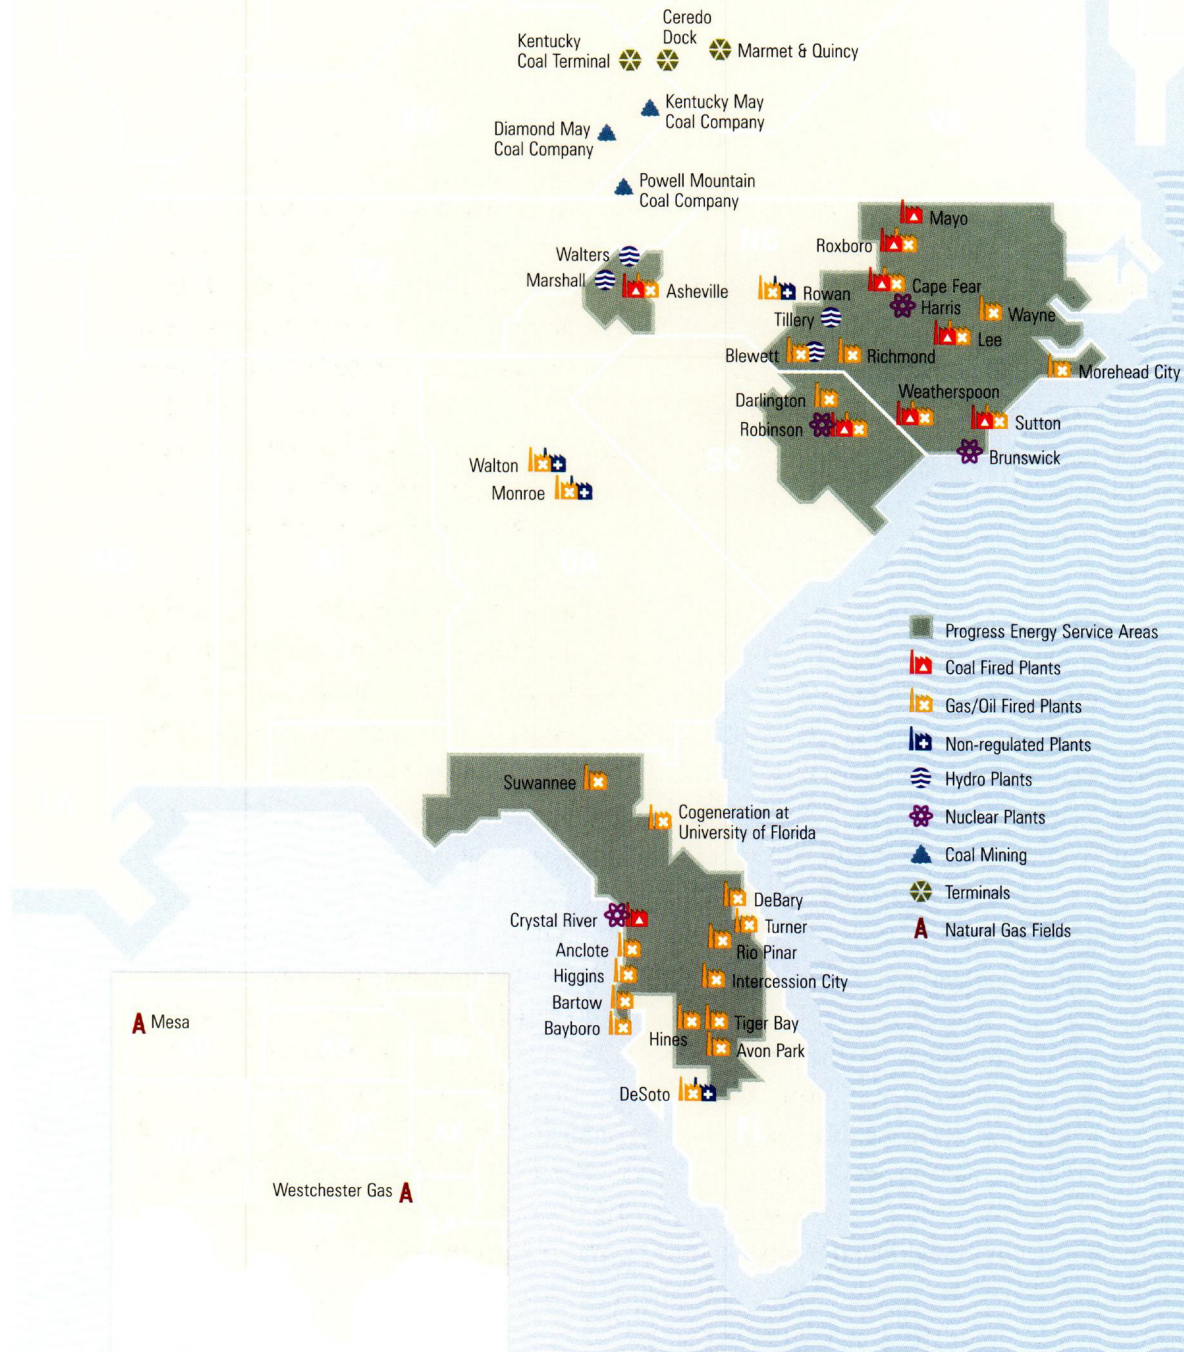 Ceredo
Dock
Kentucky
Coal Terminal
Marmet & Quincy
Kentucky May
Coal Company
Diamond May
Coal Company
Powell Mountain
Coal Company
Mayo
Roxboro
Walters
Marshall
Asheville
Rowan
Cape Fear
Harris
Wayne
Tillery
Lee
Blewett
Richmond
Morehead City
Darlington
Weatherspoon
Robinson
Sutton
Brunswick
Walton
Monroe
NC
SC
GA
Progress Energy Service Areas
Coal Fired Plants
Gas/Oil Fired Plants
Non-regulated Plants
Hydro Plants
Nuclear Plants
Coal Mining
Terminals
Natural Gas Fields
Suwannee
Cogeneration at
University of Florida
DeBary
Crystal River
Turner
Anclote
Rio Pinar
Higgins
Intercession City
Bartow
Bayboro
Hines
Tiger Bay
Avon Park
DeSoto
FL
Mesa
Westchester Gas